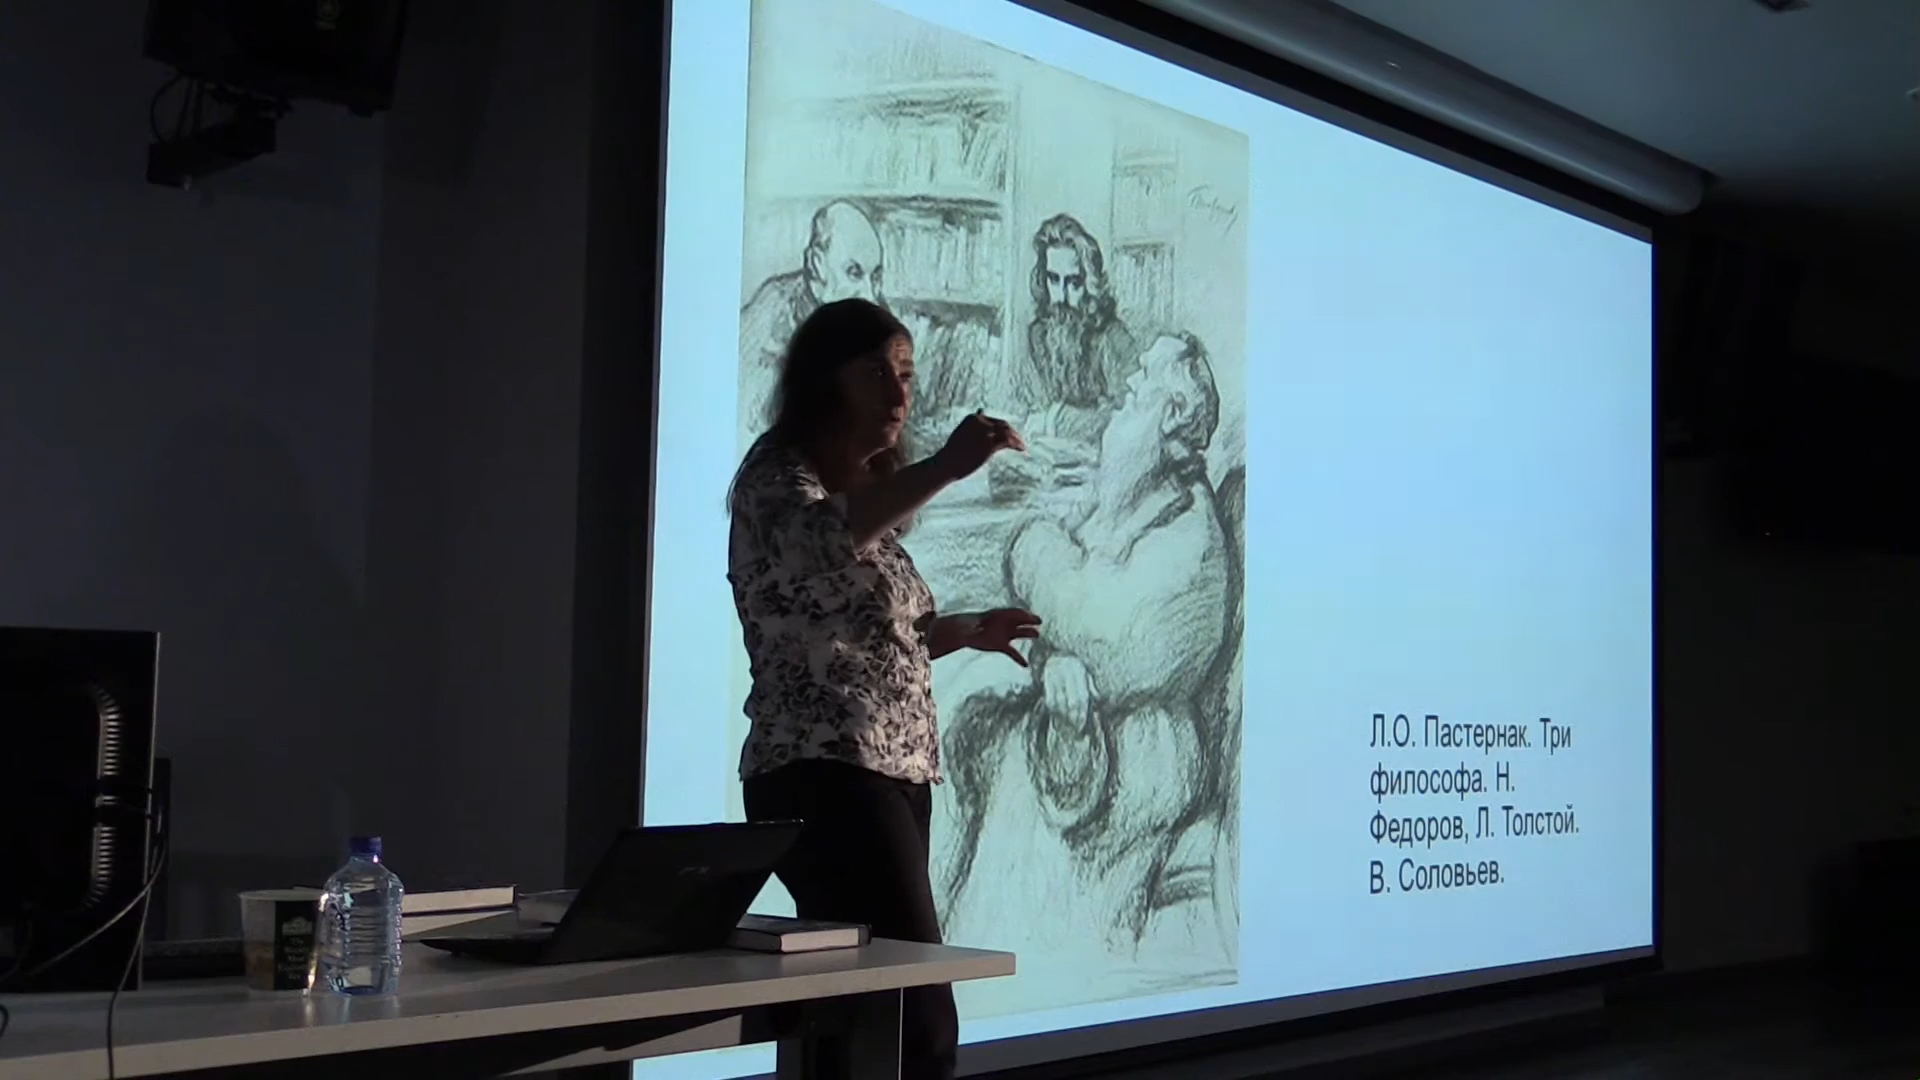 Л.О. Пастернак. Три
философа. Н.
Федоров, Л. Толстой.
В. Соловьев.